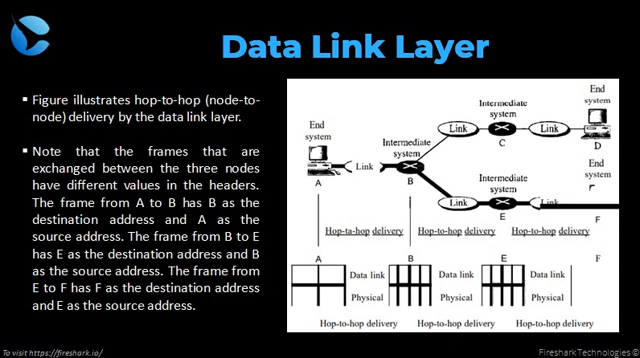 Data Link Layer
▪ Figure illustrates hop-to-hop (node-to-
node) delivery by the data link layer.
▪ Note that the frames that are
exchanged between the three nodes
have different values in the headers.
The frame from A to B has B as the
destination address and A as the
source address. The frame from B to E
has E as the destination address and B
as the source address. The frame from
E to F has F as the destination address
and E as the source address.
End
system
Intermediate
system
Link
Link
C
D
End
system
Intermediate
system
Link
A
B
End
system
Intermediate
system
Link
Link
E
F
Hop-ta-hop delivery
Hop-to-hop delivery
Hop-to-hop delivery
A
B
E
F
Data link
Data link
Data link
Physical
Physical
Physical
Hop-to-hop delivery
Hop-to-hop delivery
Hop-to-hop delivery
To visit https://fireshark.io/
Fireshark Technologies ©